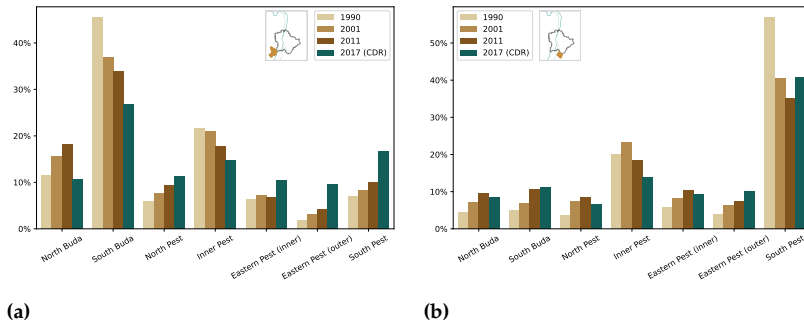 40%
30%
20%
10%
0%
1990
2001
2011
2017 (CDR)
North Buda
South Buda
North Pest
Inner Pest
Eastern Pest (inner)
Eastern Pest (outer)
South Pest
(a)
50%
40%
30%
20%
10%
0%
1990
2001
2011
2017 (CDR)
North Buda
South Buda
North Pest
Inner Pest
Eastern Pest (inner)
Eastern Pest (outer)
South Pest
(b)